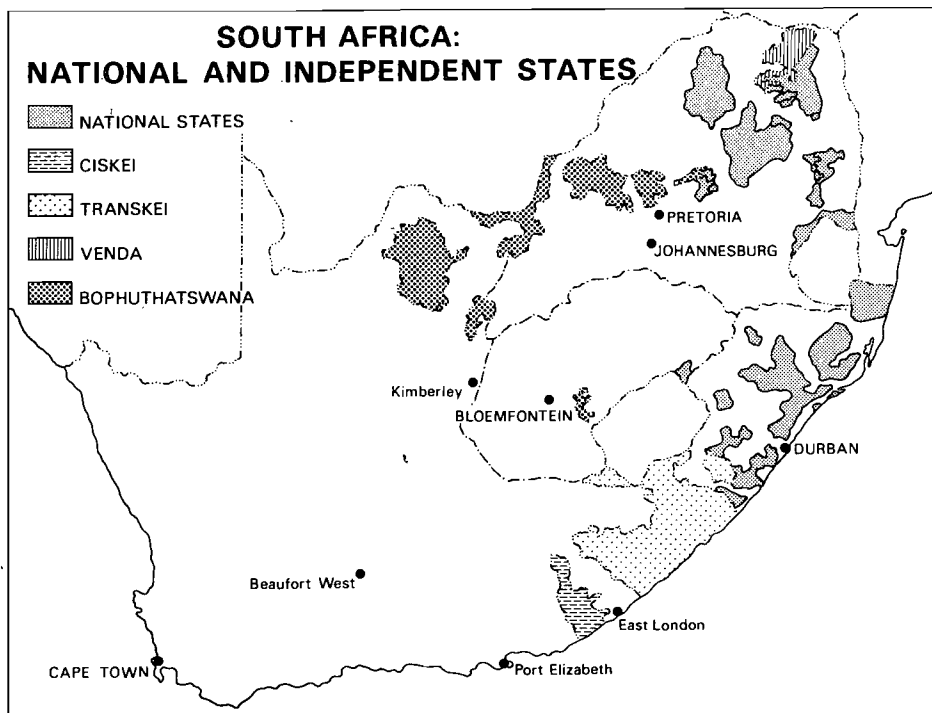 SOUTH AFRICA:
NATIONAL AND INDEPENDENT STATES
NATIONAL STATES
CISKEI
TRANSKEI
VENDA
BOPHUTHATSWANA
PRETORIA
JOHANNESBURG
Kimberley
BLOEMFONTEIN
DURBAN
Beaufort West
East London
CAPE TOWN
Port Elizabeth